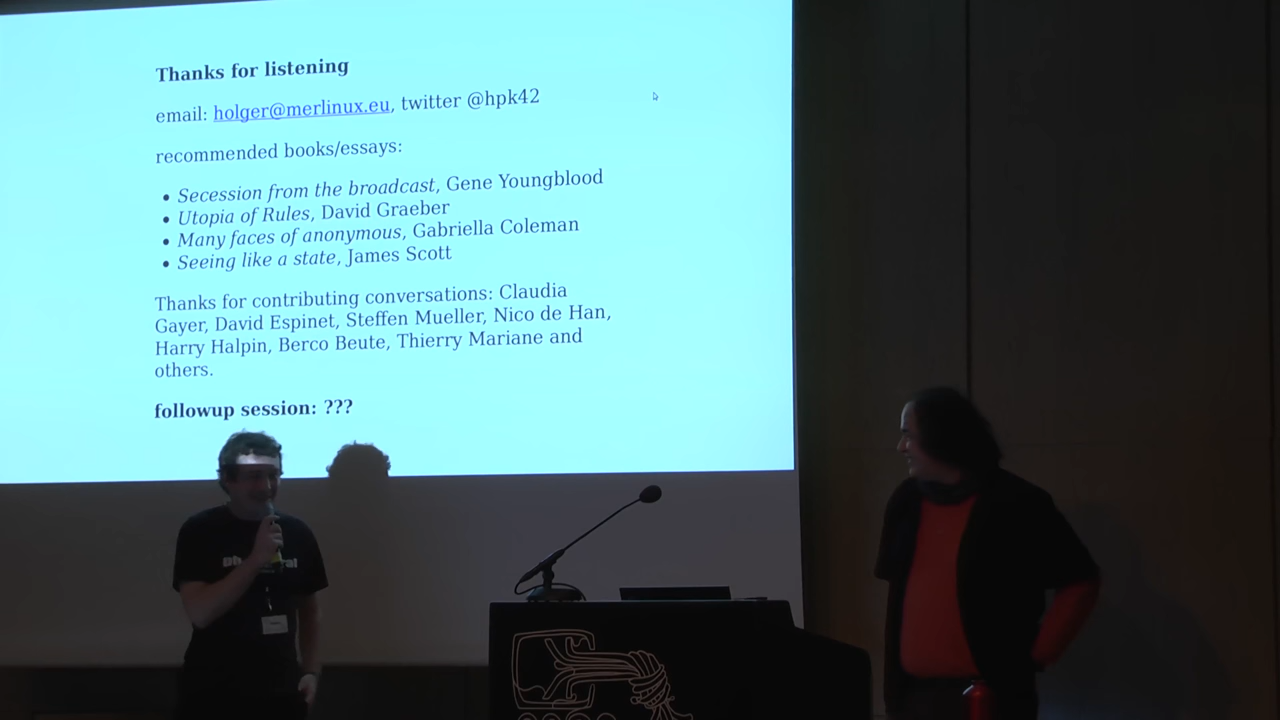 Thanks for listening
email: holger@merlinux.eu, twitter @hpk42
recommended books/essays:
• Secession from the broadcast, Gene Youngblood
• Utopia of Rules, David Graeber
• Many faces of anonymous, Gabriella Coleman
• Seeing like a state, James Scott
Thanks for contributing conversations: Claudia
Gayer, David Espinet, Steffen Mueller, Nico de Han,
Harry Halpin, Berco Beute, Thierry Mariane and
others.
followup session: ???